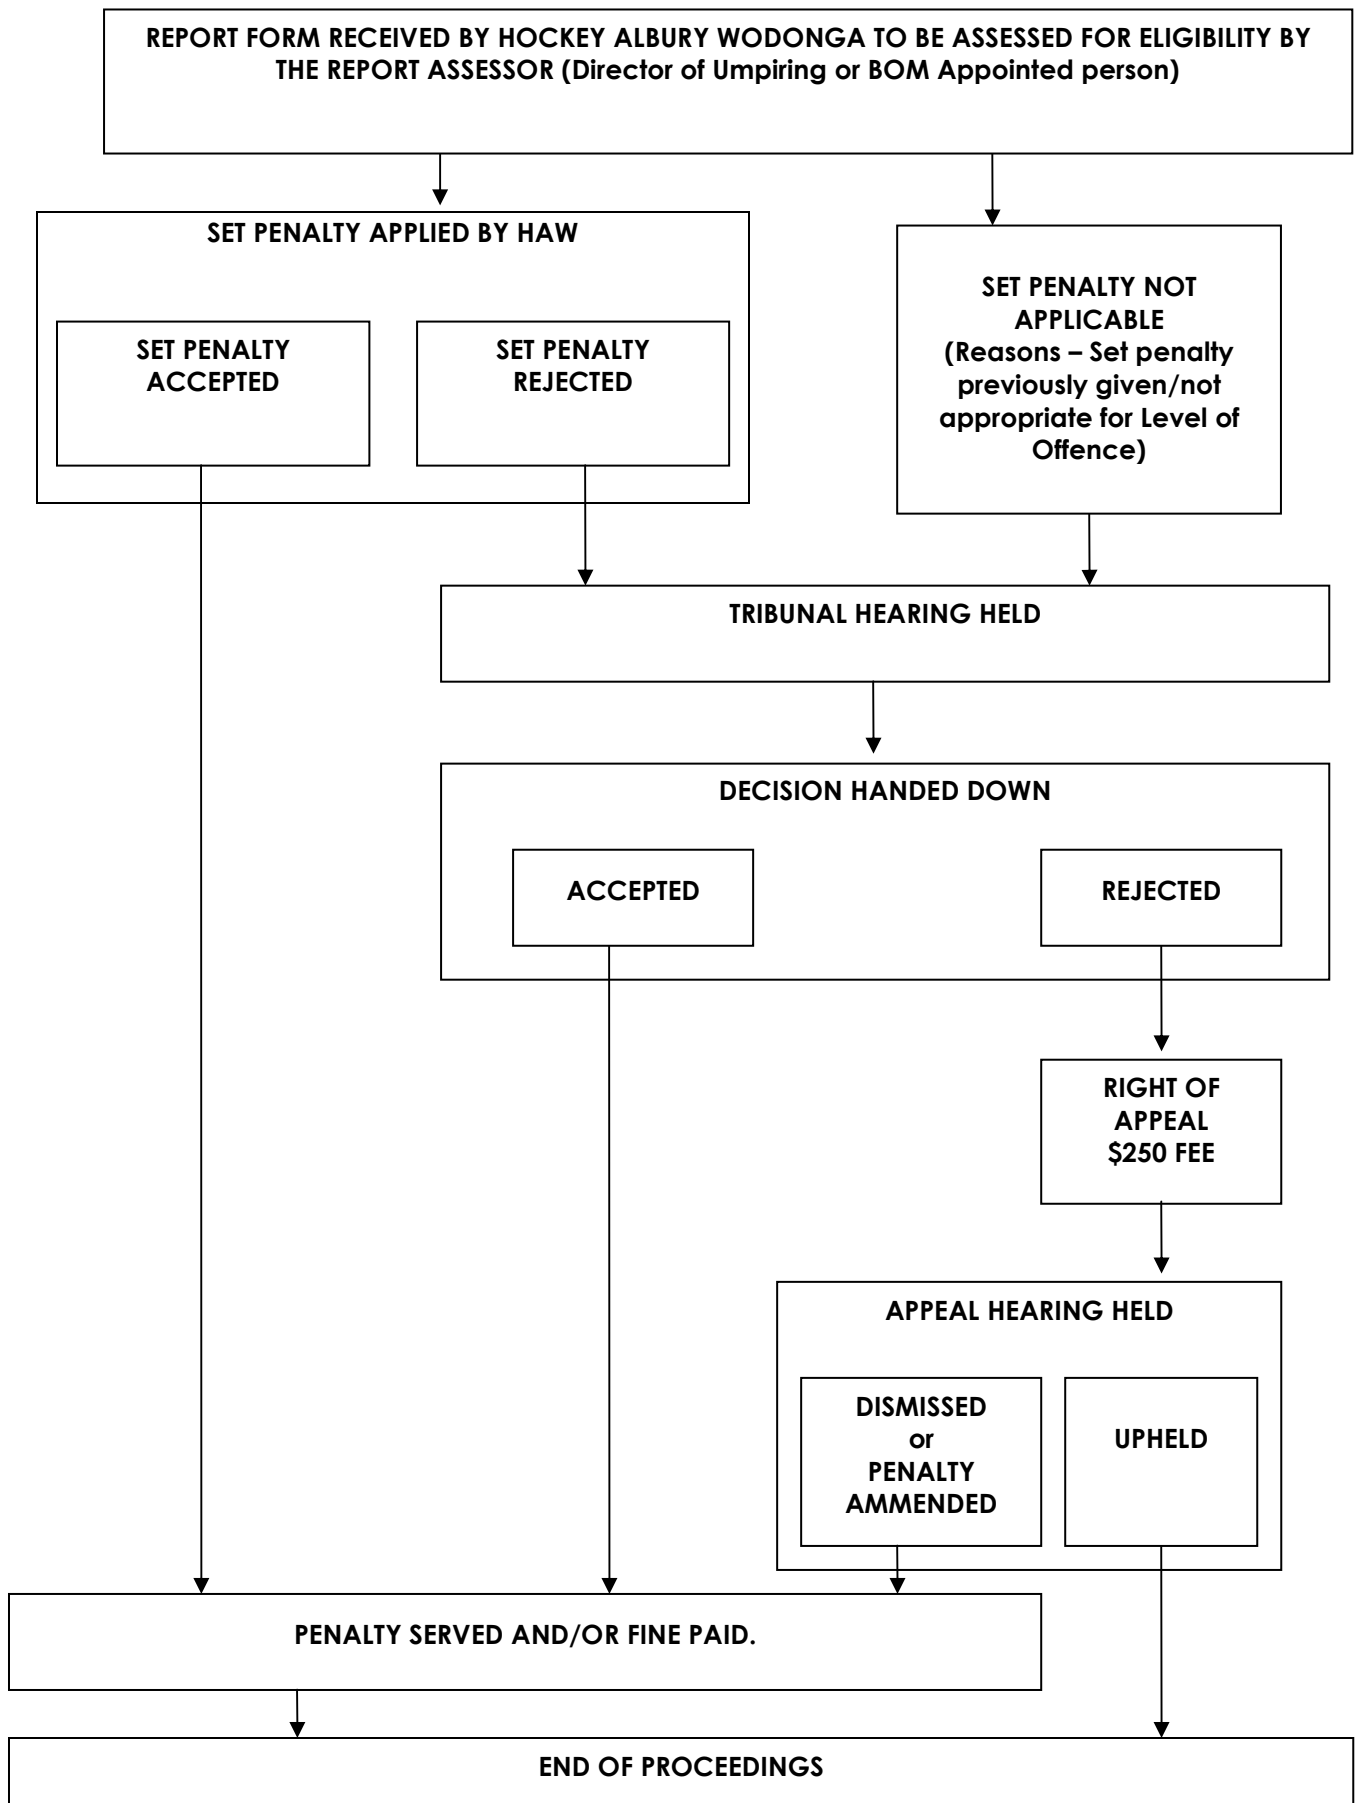 REPORT FORM RECEIVED BY HOCKEY ALBURY WODONGA TO BE ASSESSED FOR ELIGIBILITY BY
THE REPORT ASSESSOR (Director of Umpiring or BOM Appointed person)
SET PENALTY APPLIED BY HAW
SET PENALTY
ACCEPTED
SET PENALTY
REJECTED
SET PENALTY NOT
APPLICABLE
(Reasons – Set penalty
previously given/not
appropriate for Level of
Offence)
TRIBUNAL HEARING HELD
DECISION HANDED DOWN
ACCEPTED
REJECTED
RIGHT OF
APPEAL
$250 FEE
APPEAL HEARING HELD
DISMISSED
or
PENALTY
AMMENDED
UPHELD
PENALTY SERVED AND/OR FINE PAID.
END OF PROCEEDINGS